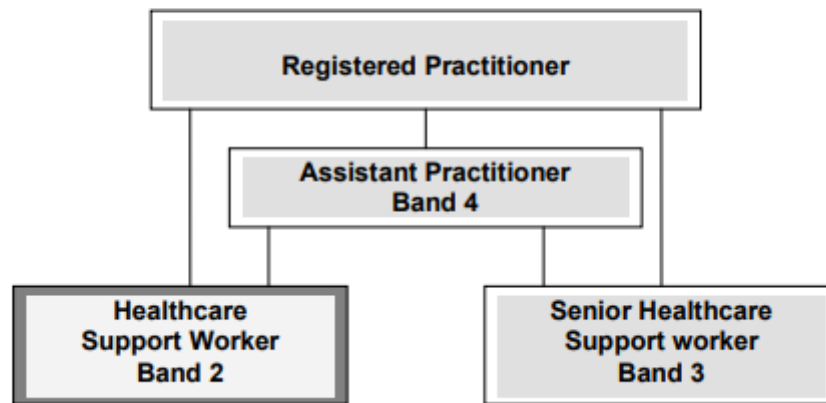 Registered Practitioner
Assistant Practitioner
Band 4
Healthcare
Support Worker
Band 2
Senior Healthcare
Support worker
Band 3